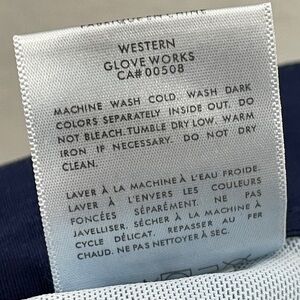 WESTERN
GLOVE WORKS
CA# 00508
MACHINE WASH COLD. WASH DARK
COLORS SEPARATELY INSIDE OUT. DO
NOT BLEACH. TUMBLE DRY LOW. WARM
IRON IF NECESSARY. DO NOT DRY
CLEAN.
LAVER À LA MACHINE À L'EAU FROIDE.
LAVER À L'ENVERS LES COULEURS
FONCÉES SÉPARÉMENT. NE PAS
JAVELLISER. SÉCHER À LA MACHINE À
CYCLE DÉLICAT. REPASSER AU FER
CHAUD. NE PAS NETTOYER À SEC.